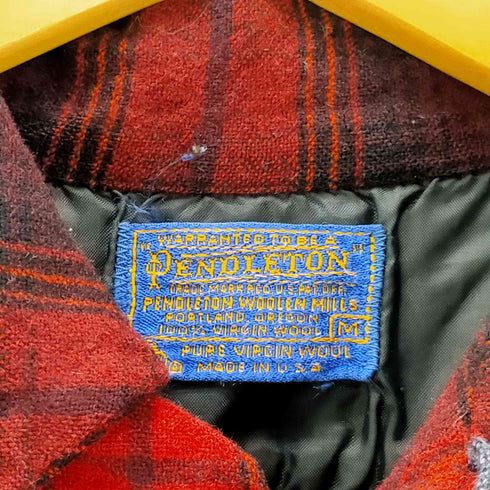 "WARRANTED TO BE A"
PENDLETON
TRADE MARK REG. U.S. PAT. OFF.
PENDLETON WOOLEN MILLS
PORTLAND, OREGON
100% VIRGIN WOOL M
PURE VIRGIN WOOL
MADE IN U.S.A